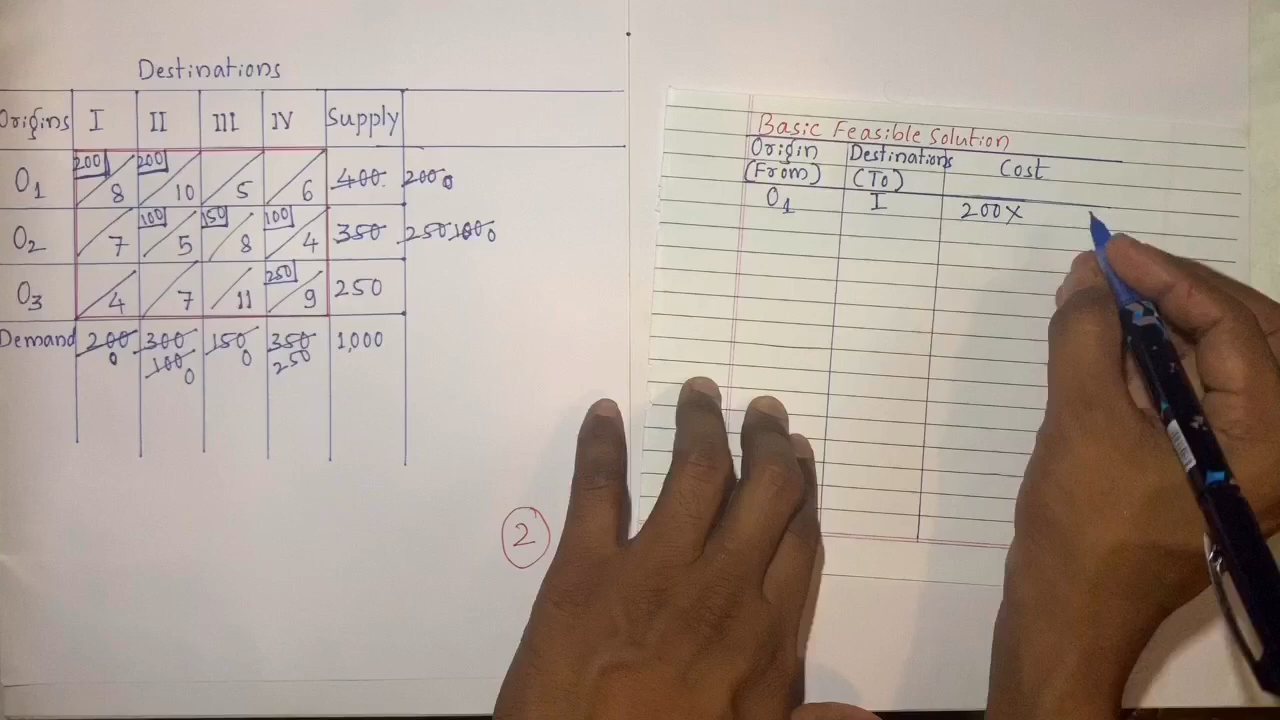 Destinations
Origins I II III IV Supply
200 200
O1 8 10 5 6 400 200 0
100 150 100
O2 7 5 8 4 350 250 100 0
250
O3 4 7 11 9 250
Demand 200 300 150 350 1,000
0 100 0 250
0
2
Basic Feasible Solution
Origin Destinations Cost
(From) (To)
O1 I 200×